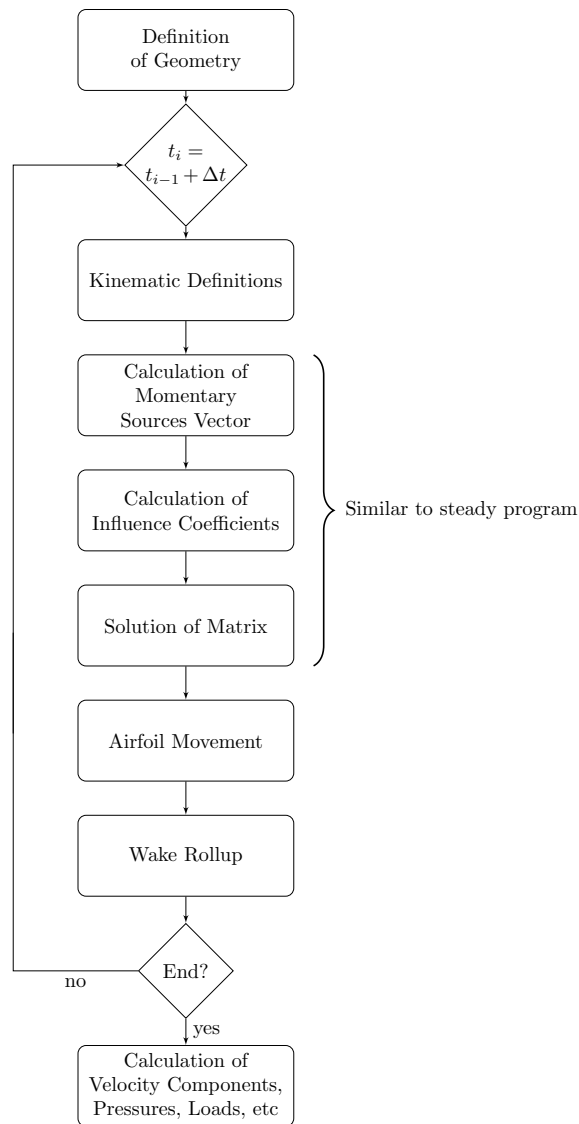 Definition
of Geometry
t_i =
t_{i−1} + Δt
Kinematic Definitions
Calculation of
Momentary
Sources Vector
Calculation of
Influence Coefficients
Similar to steady program
Solution of Matrix
Airfoil Movement
Wake Rollup
End?
no
yes
Calculation of
Velocity Components,
Pressures, Loads, etc